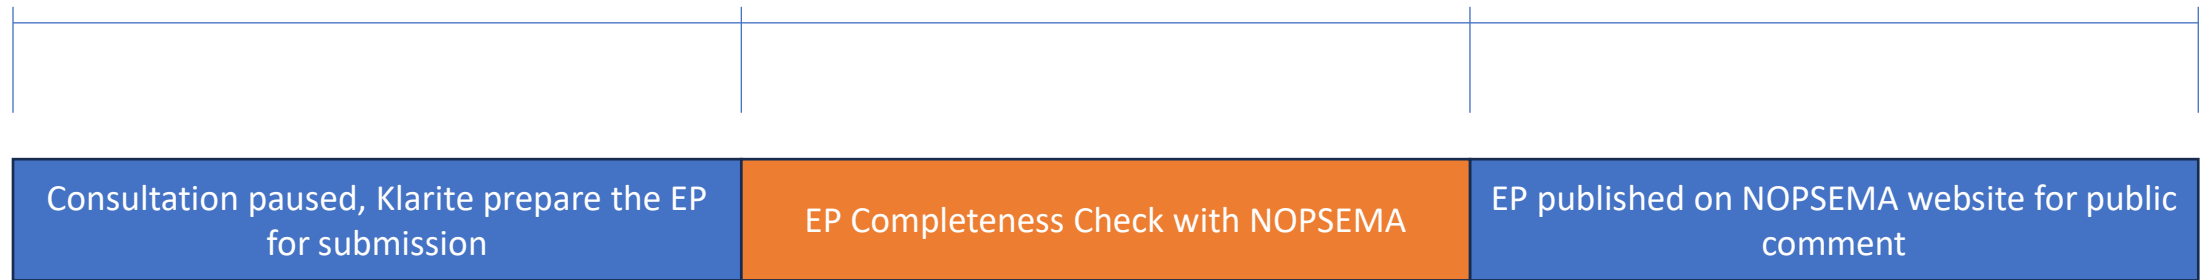 Consultation paused, Klarite prepare the EP
for submission
EP Completeness Check with NOPSEMA
EP published on NOPSEMA website for public
comment